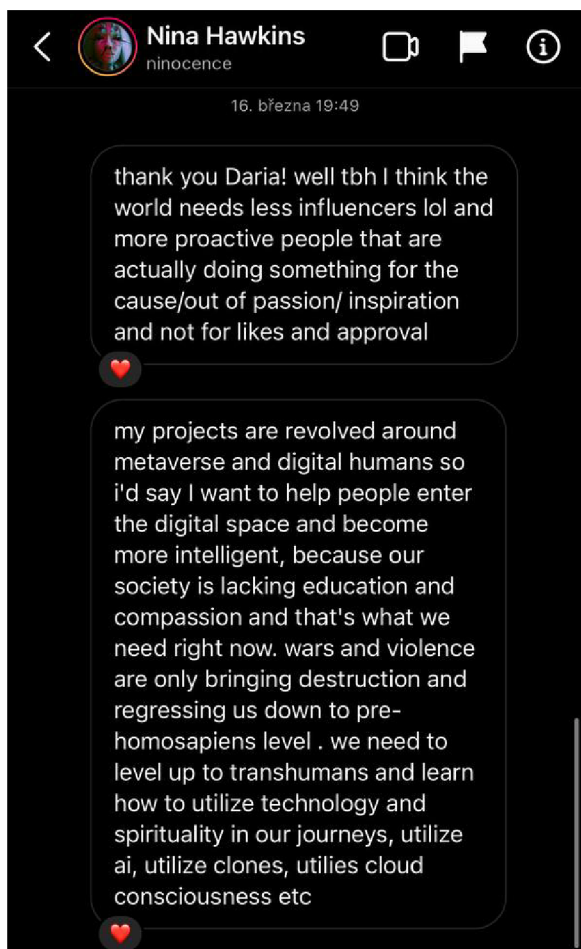 Nina Hawkins
ninocence
16. března 19:49
thank you Daria! well tbh I think the
world needs less influencers lol and
more proactive people that are
actually doing something for the
cause/out of passion/ inspiration
and not for likes and approval
my projects are revolved around
metaverse and digital humans so
i'd say I want to help people enter
the digital space and become
more intelligent, because our
society is lacking education and
compassion and that's what we
need right now. wars and violence
are only bringing destruction and
regressing us down to pre-
homosapiens level . we need to
level up to transhumans and learn
how to utilize technology and
spirituality in our journeys, utilize
ai, utilize clones, utilies cloud
consciousness etc